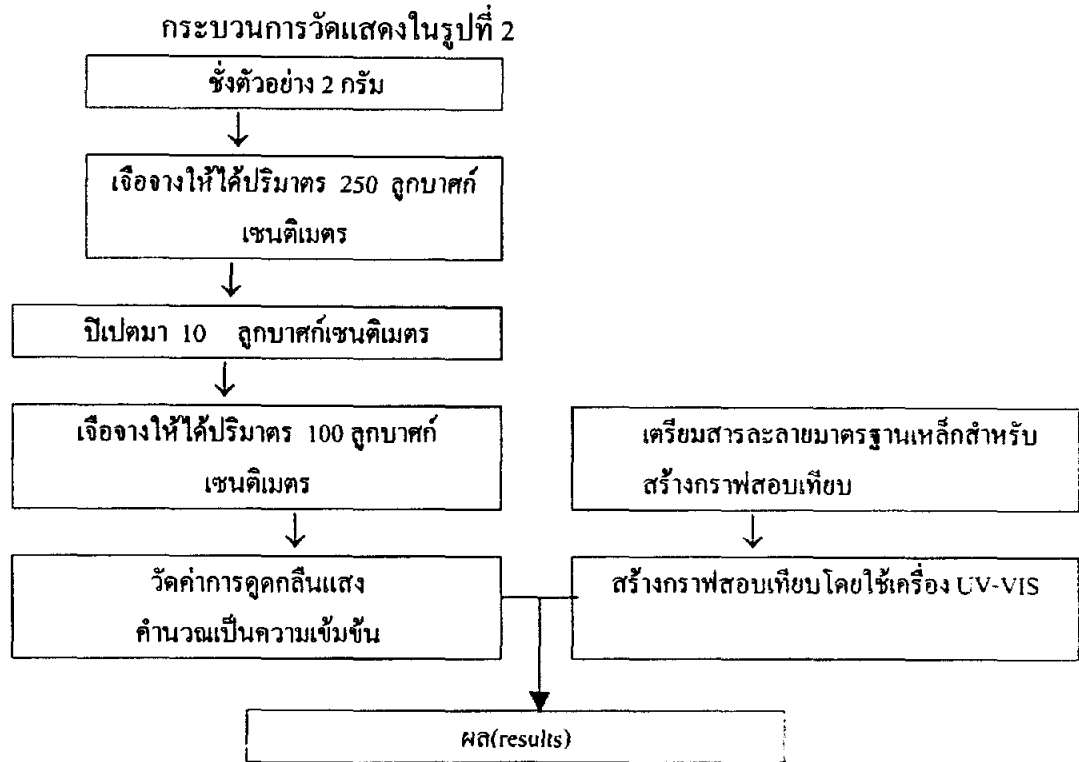 กระบวนการวัดแสดงในรูปที่ 2
ชั่งตัวอย่าง 2 กรัม
เจือจางให้ได้ปริมาตร 250 ลูกบาศก์
เซนติเมตร
ปิเปตมา 10 ลูกบาศก์เซนติเมตร
เจือจางให้ได้ปริมาตร 100 ลูกบาศก์
เซนติเมตร
เตรียมสารละลายมาตรฐานเหล็กสำหรับ
สร้างกราฟสอบเทียบ
วัดค่าการดูดกลืนแสง
คำนวณเป็นความเข้มข้น
สร้างกราฟสอบเทียบโดยใช้เครื่อง UV-VIS
ผล(results)